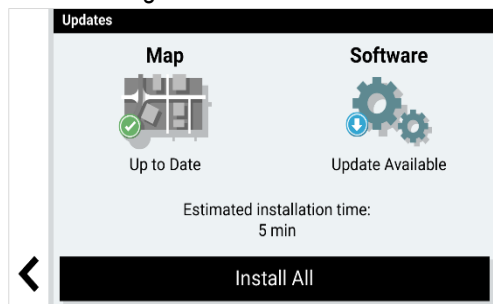 Updates
Map
Software
Up to Date
Update Available
Estimated installation time:
5 min
Install All